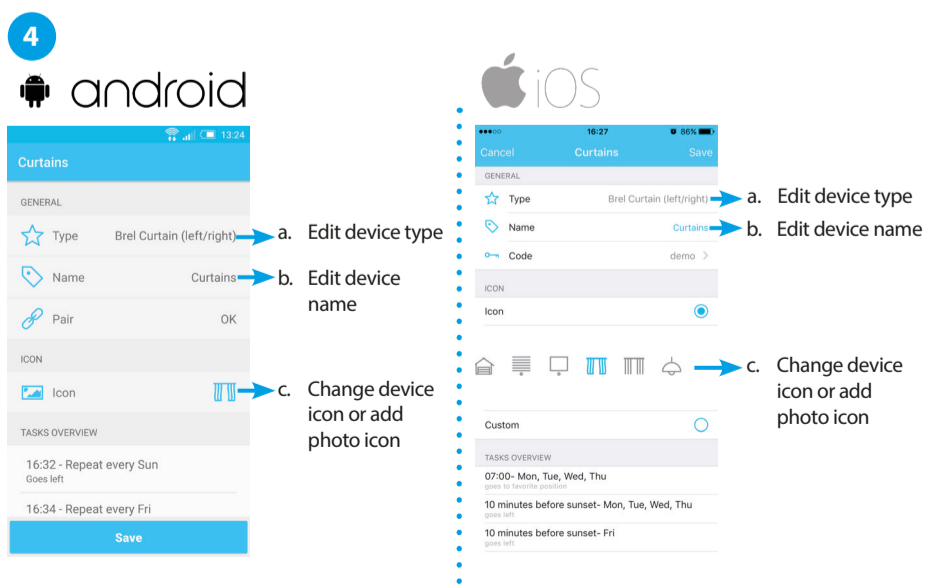 4
android
13:24
Curtains
GENERAL
Type Brel Curtain (left/right)
Name Curtains
Pair OK
ICON
Icon
TASKS OVERVIEW
16:32 - Repeat every Sun
Goes left
16:34 - Repeat every Fri
Save
a. Edit device type
b. Edit device
name
c. Change device
icon or add
photo icon
iOS
16:27 86%
Cancel Curtains Save
GENERAL
Type Brel Curtain (left/right)
Name Curtains
Code demo
ICON
Icon
Custom
TASKS OVERVIEW
07:00- Mon, Tue, Wed, Thu
goes to favorite position
10 minutes before sunset- Mon, Tue, Wed, Thu
goes left
10 minutes before sunset- Fri
goes left
a. Edit device type
b. Edit device name
c. Change device
icon or add
photo icon